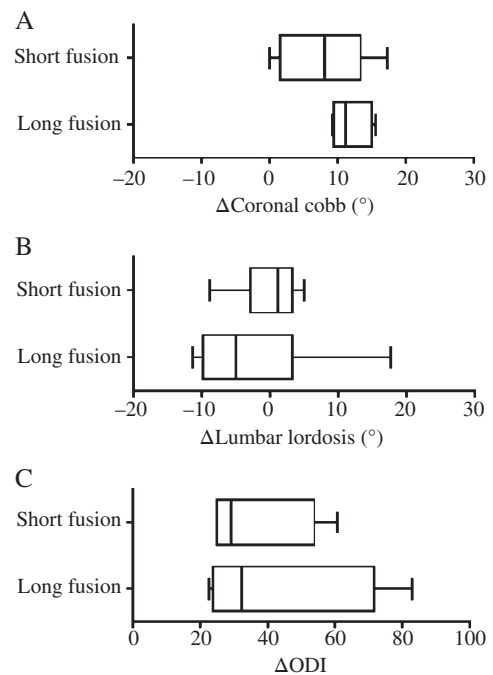 A
Short fusion
Long fusion
–20 –10 0 10 20 30
ΔCoronal cobb (°)
B
Short fusion
Long fusion
–20 –10 0 10 20 30
ΔLumbar lordosis (°)
C
Short fusion
Long fusion
0 20 40 60 80 100
ΔODI